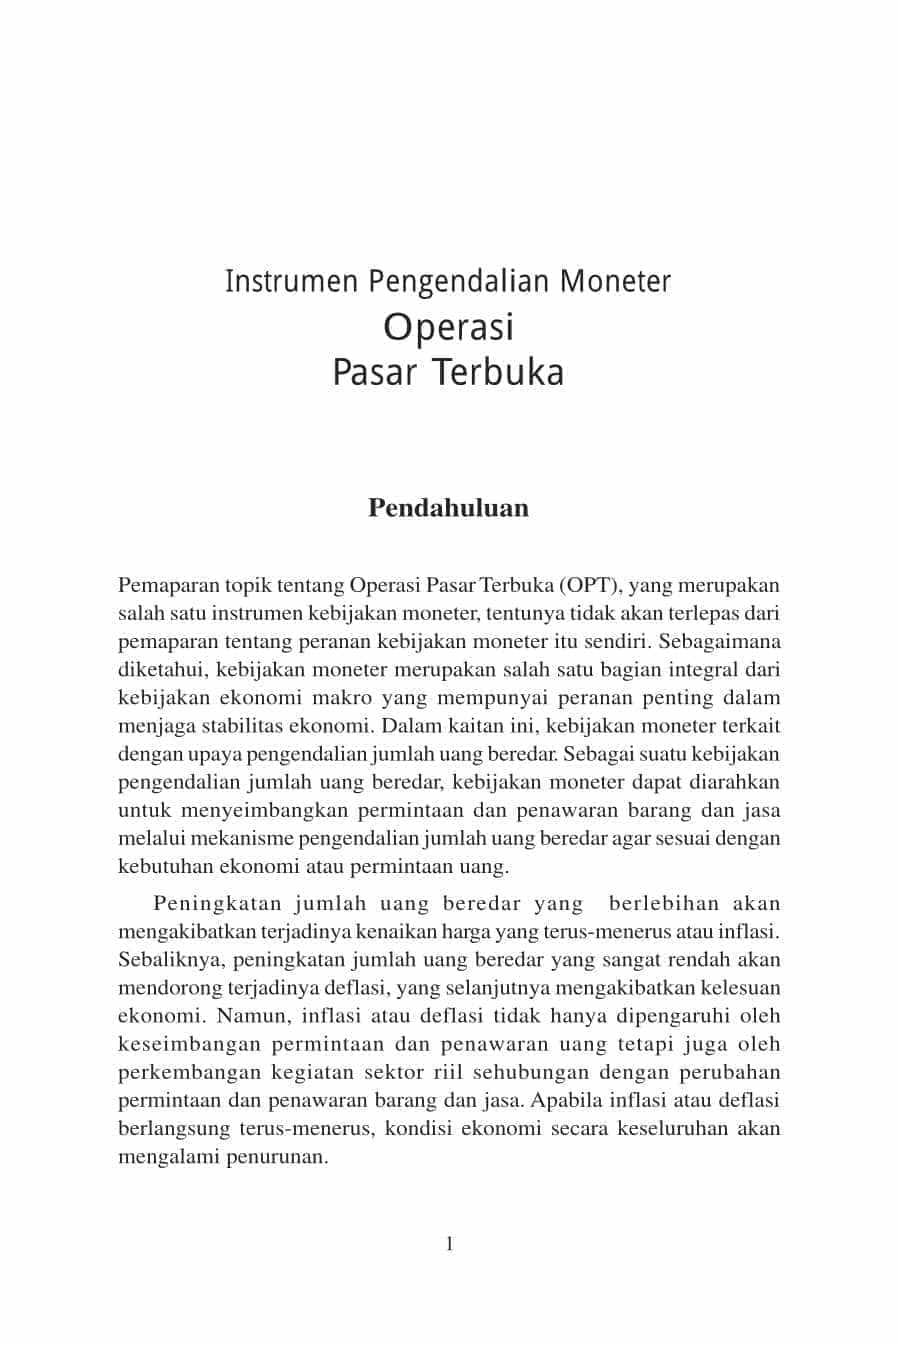 Instrumen Pengendalian Moneter
Operasi
Pasar Terbuka
Pendahuluan
Pemaparan topik tentang Operasi Pasar Terbuka (OPT), yang merupakan
salah satu instrumen kebijakan moneter, tentunya tidak akan terlepas dari
pemaparan tentang peranan kebijakan moneter itu sendiri. Sebagaimana
diketahui, kebijakan moneter merupakan salah satu bagian integral dari
kebijakan ekonomi makro yang mempunyai peranan penting dalam
menjaga stabilitas ekonomi. Dalam kaitan ini, kebijakan moneter terkait
dengan upaya pengendalian jumlah uang beredar. Sebagai suatu kebijakan
pengendalian jumlah uang beredar, kebijakan moneter dapat diarahkan
untuk menyeimbangkan permintaan dan penawaran barang dan jasa
melalui mekanisme pengendalian jumlah uang beredar agar sesuai dengan
kebutuhan ekonomi atau permintaan uang.
Peningkatan jumlah uang beredar yang berlebihan akan
mengakibatkan terjadinya kenaikan harga yang terus-menerus atau inflasi.
Sebaliknya, peningkatan jumlah uang beredar yang sangat rendah akan
mendorong terjadinya deflasi, yang selanjutnya mengakibatkan kelesuan
ekonomi. Namun, inflasi atau deflasi tidak hanya dipengaruhi oleh
keseimbangan permintaan dan penawaran uang tetapi juga oleh
perkembangan kegiatan sektor riil sehubungan dengan perubahan
permintaan dan penawaran barang dan jasa. Apabila inflasi atau deflasi
berlangsung terus-menerus, kondisi ekonomi secara keseluruhan akan
mengalami penurunan.
1